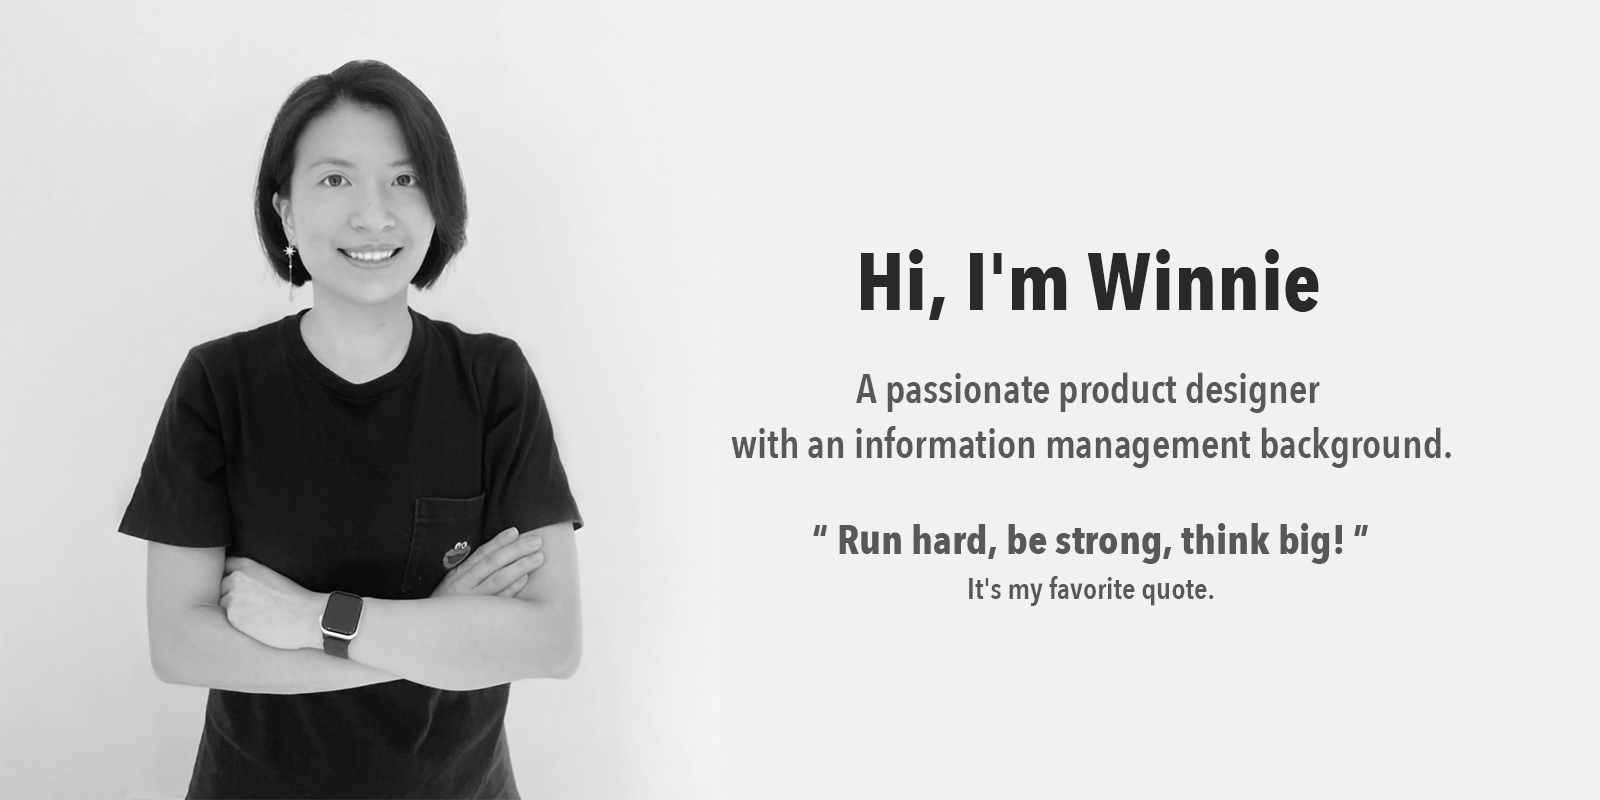 Hi, I'm Winnie
A passionate product designer
with an information management background.
“ Run hard, be strong, think big! ”
It's my favorite quote.